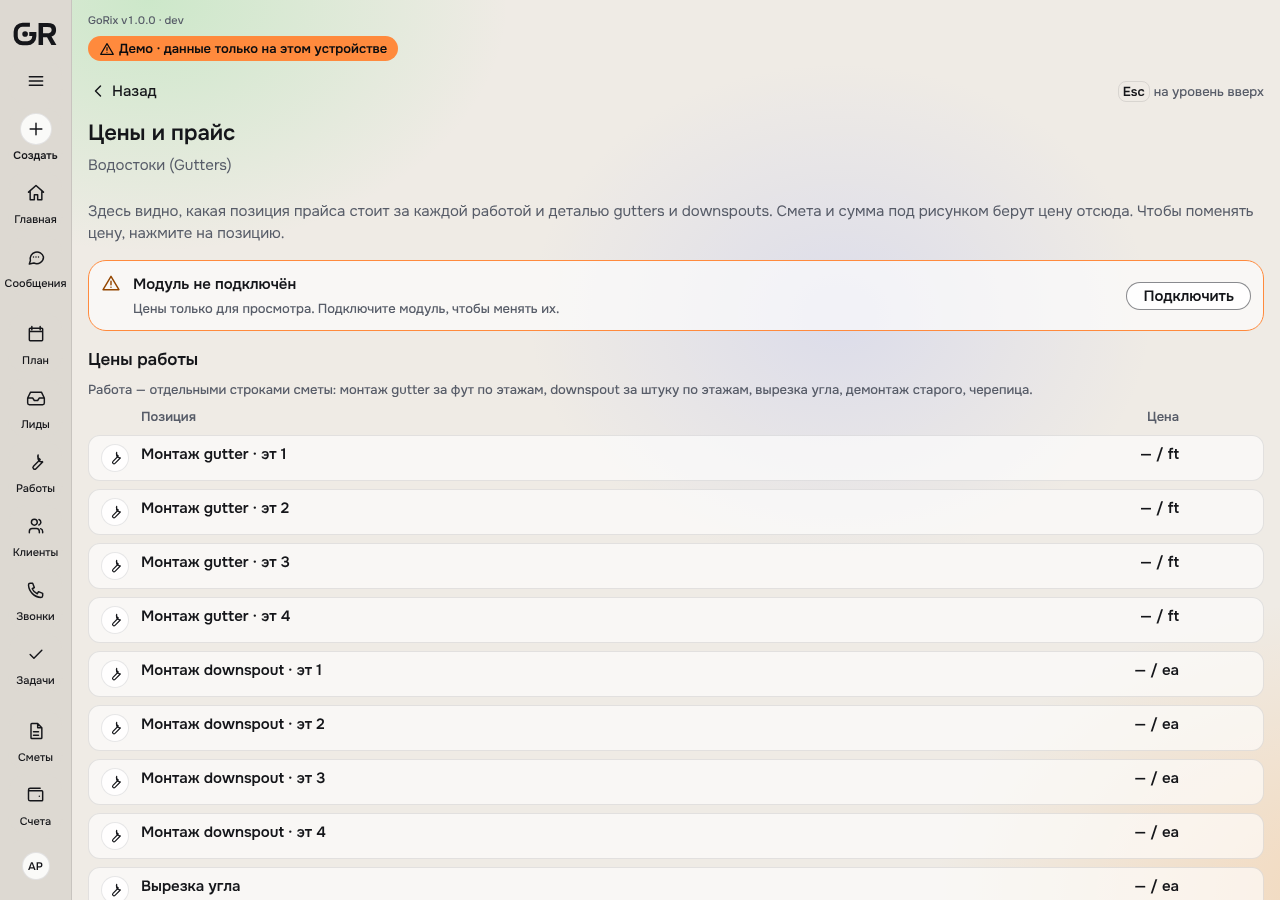 GR
GoRix v1.0.0 · dev
Демо · данные только на этом устройстве
Назад
Esc на уровень вверх
Цены и прайс
Водостоки (Gutters)
Здесь видно, какая позиция прайса стоит за каждой работой и деталью gutters и downspouts. Смета и сумма под рисунком берут цену отсюда. Чтобы поменять
цену, нажмите на позицию.
Модуль не подключён
Цены только для просмотра. Подключите модуль, чтобы менять их.
Подключить
Цены работы
Работа — отдельными строками сметы: монтаж gutter за фут по этажам, downspout за штуку по этажам, вырезка угла, демонтаж старого, черепица.
Позиция Цена
Монтаж gutter · эт 1 — / ft
Монтаж gutter · эт 2 — / ft
Монтаж gutter · эт 3 — / ft
Монтаж gutter · эт 4 — / ft
Монтаж downspout · эт 1 — / ea
Монтаж downspout · эт 2 — / ea
Монтаж downspout · эт 3 — / ea
Монтаж downspout · эт 4 — / ea
Вырезка угла — / ea
Создать
Главная
Сообщения
План
Лиды
Работы
Клиенты
Звонки
Задачи
Сметы
Счета
AP